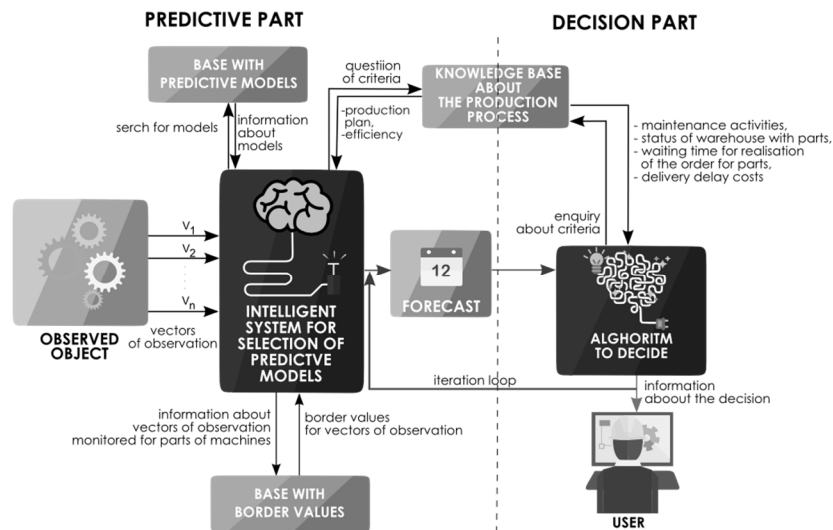 PREDICTIVE PART
DECISION PART
BASE WITH
PREDICTIVE MODELS
questiion
of criteria
KNOWLEDGE BASE
ABOUT
THE PRODUCTION
PROCESS
serch for models
information
about
models
-production
plan,
-efficiency
- maintenance activities,
- status of warehouse with parts,
- waiting time for realisation
of the order for parts,
- delivery delay costs
V1
V2
Vn
vectors
of observation
OBSERVED
OBJECT
INTELLIGENT
SYSTEM FOR
SELECTION OF
PREDICTVE
MODELS
12
FORECAST
enquiry
about criteria
ALGHORITM
TO DECIDE
iteration loop
information
aboout the decision
information about
vectors of observation
monitored for parts of machines
border values
for vectors of observation
BASE WITH
BORDER VALUES
USER